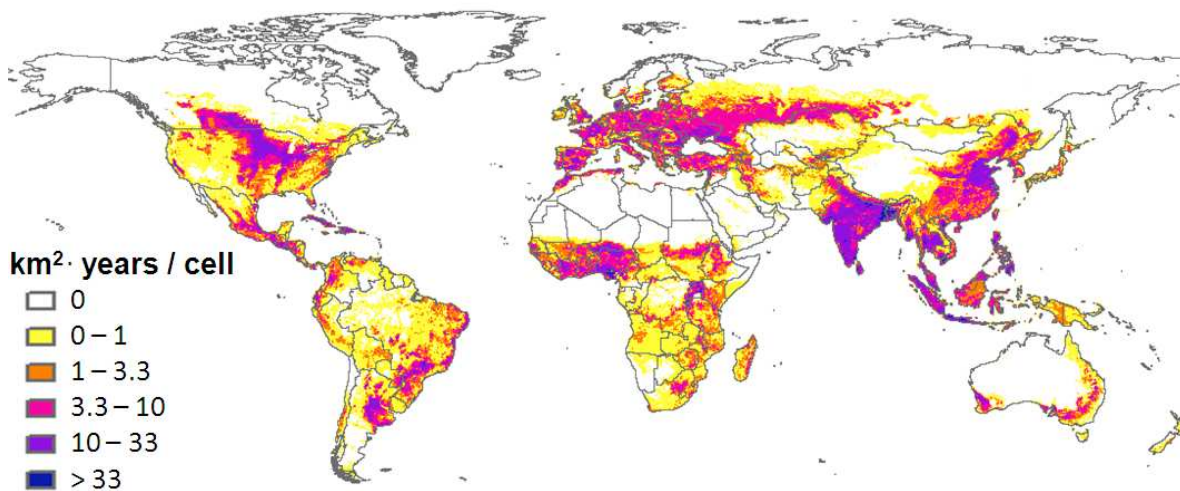 km²· years / cell
0
0 – 1
1 – 3.3
3.3 – 10
10 – 33
> 33